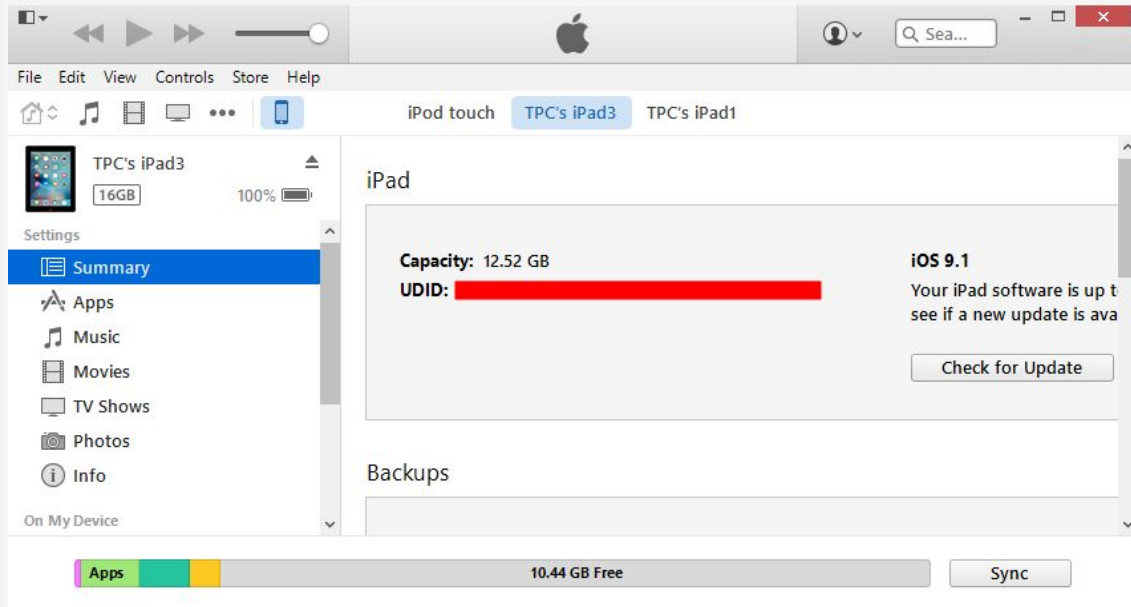 Sea...
File Edit View Controls Store Help
iPod touch TPC's iPad3 TPC's iPad1
TPC's iPad3
16GB 100%
iPad
Settings
Summary
Capacity: 12.52 GB
iOS 9.1
UDID:
Your iPad software is up t
see if a new update is ava
Apps
Music
Check for Update
Movies
TV Shows
Photos
Info
Backups
On My Device
Apps 10.44 GB Free Sync